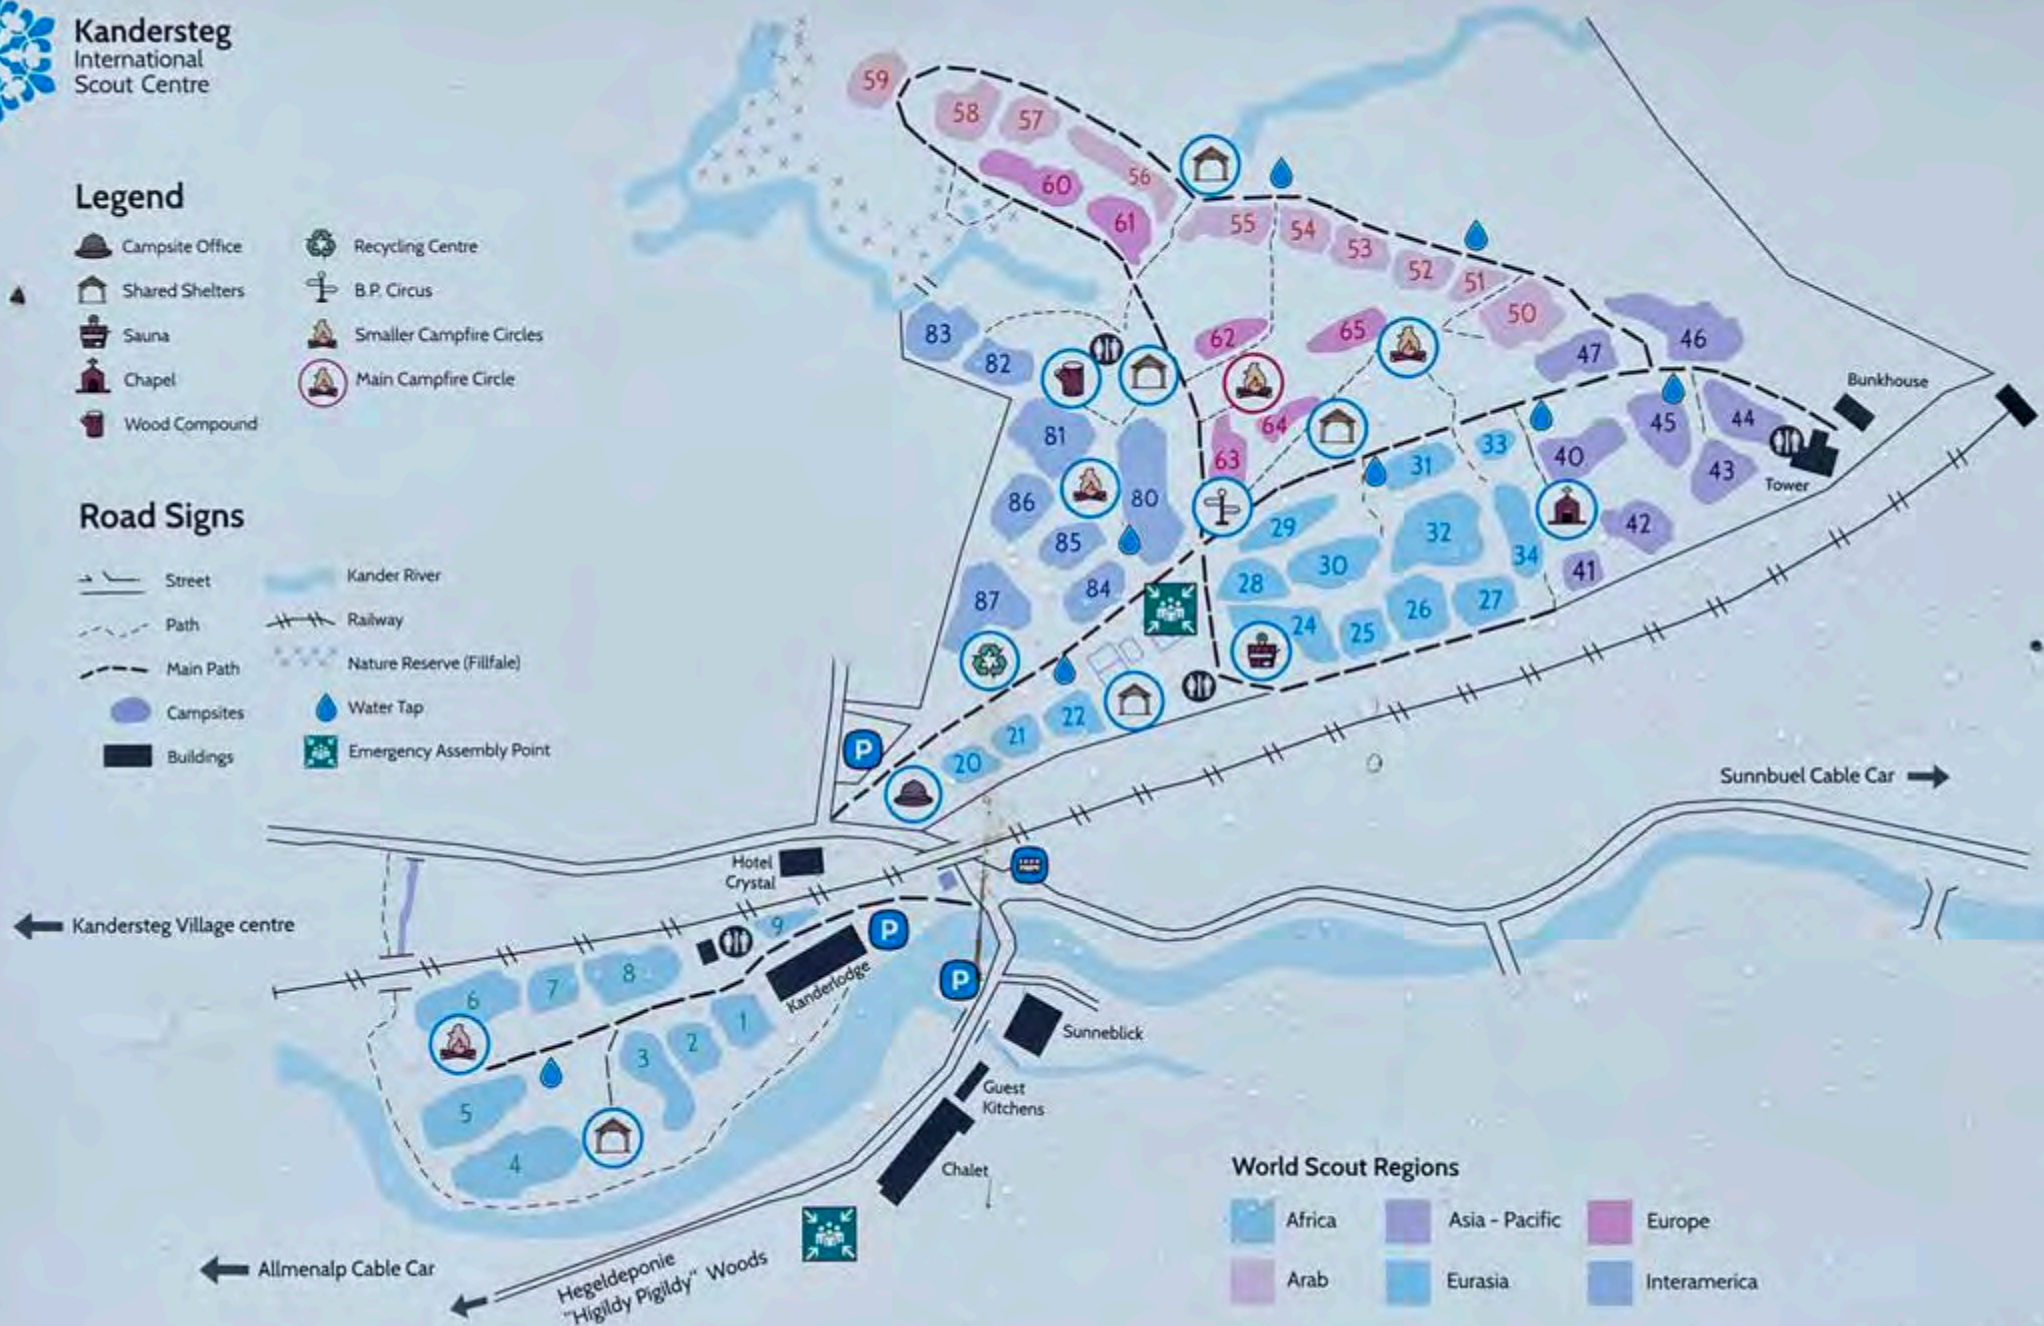 Kandersteg
International
Scout Centre
Legend
Campsite Office
Shared Shelters
Sauna
Chapel
Wood Compound
Recycling Centre
B.P. Circus
Smaller Campfire Circles
Main Campfire Circle
Road Signs
Street
Path
Main Path
Campsites
Buildings
Kander River
Railway
Nature Reserve (Fillfale)
Water Tap
Emergency Assembly Point
59
58
57
56
60
61
55
54
53
52
51
50
62
65
47
46
83
82
64
63
81
80
86
85
84
87
31
33
40
45
44
43
42
41
29
30
32
34
28
24
25
26
27
22
21
20
Bunkhouse
Tower
P
Sunnbuel Cable Car
Hotel
Crystal
Kandersteg Village centre
9
P
Kanderlodge
P
6
7
8
1
2
3
5
4
Sunneblick
Guest
Kitchens
Chalet
Allmenalp Cable Car
Hegeldeponie
"Higildy Pigildy" Woods
World Scout Regions
Africa
Asia - Pacific
Europe
Arab
Eurasia
Interamerica